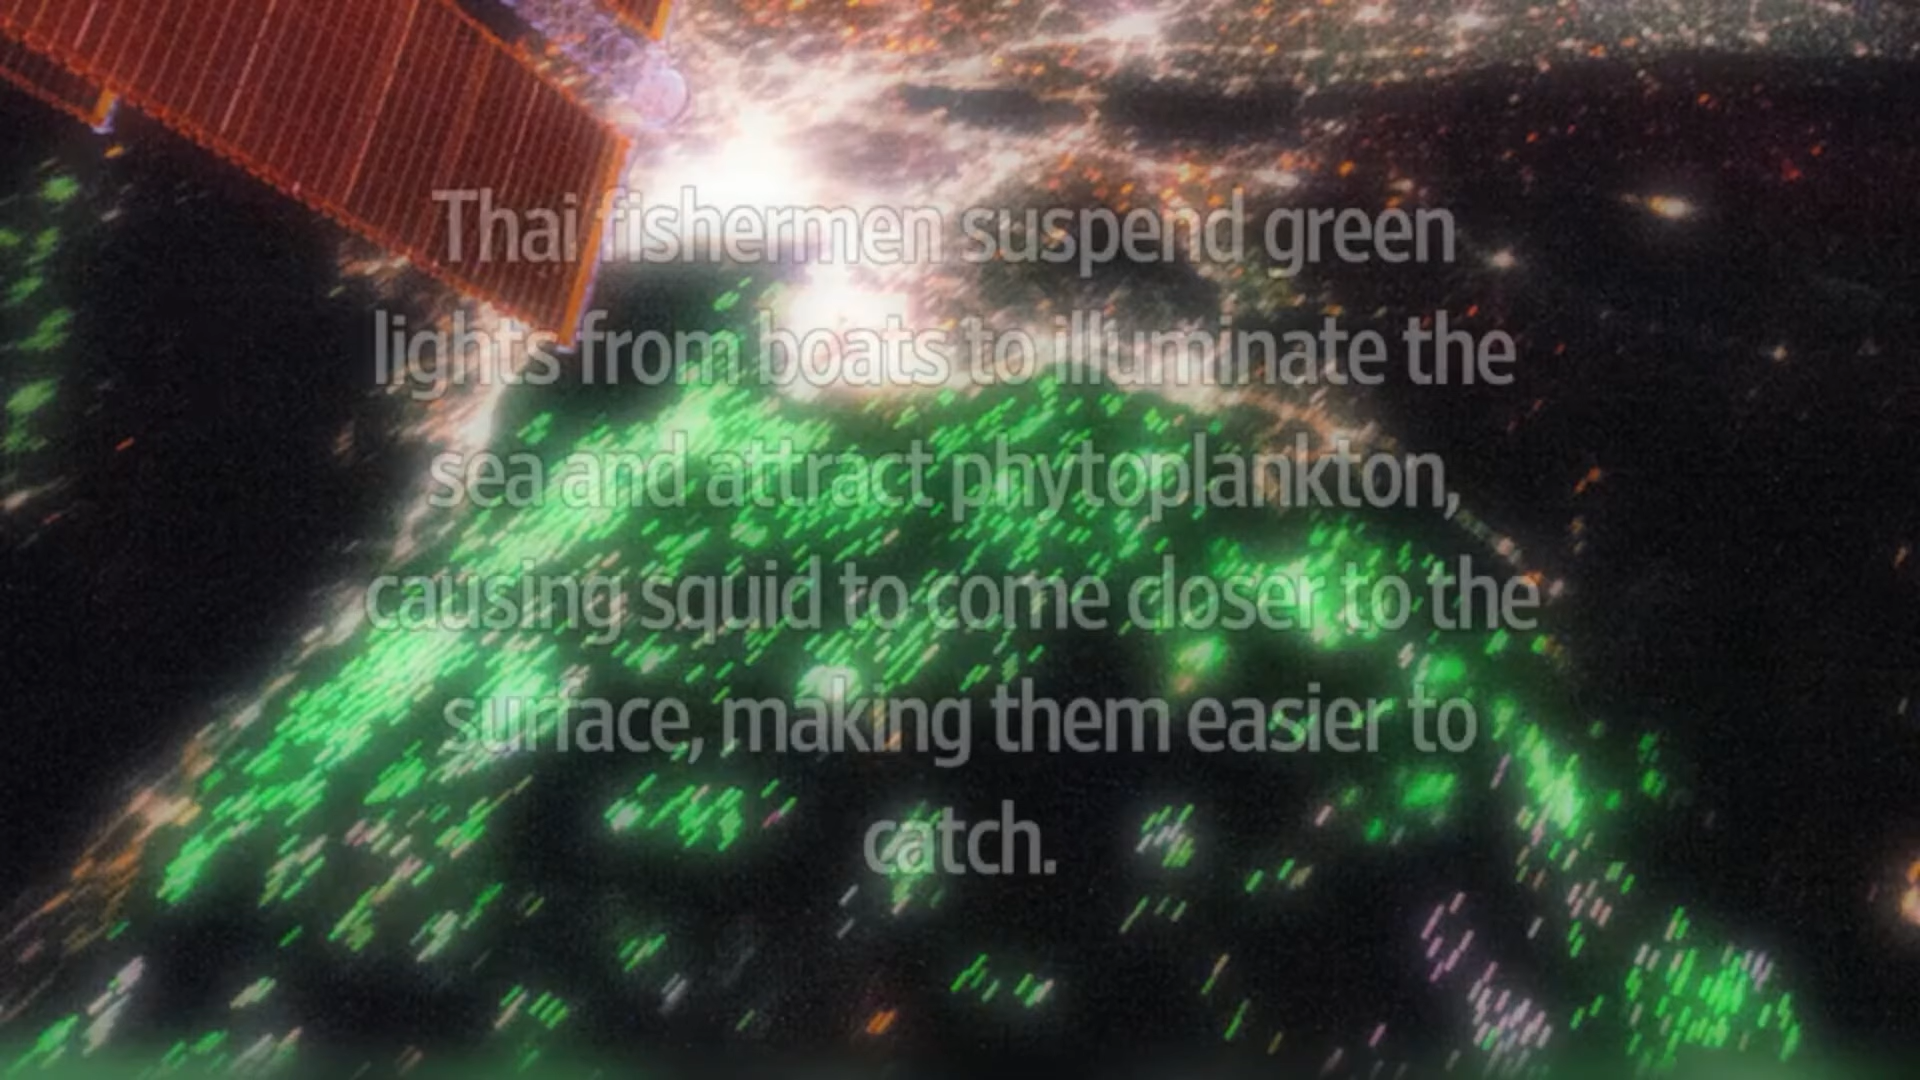 Thai fishermen suspend green
lights from boats to illuminate the
sea and attract phytoplankton,
causing squid to come closer to the
surface, making them easier to
catch.